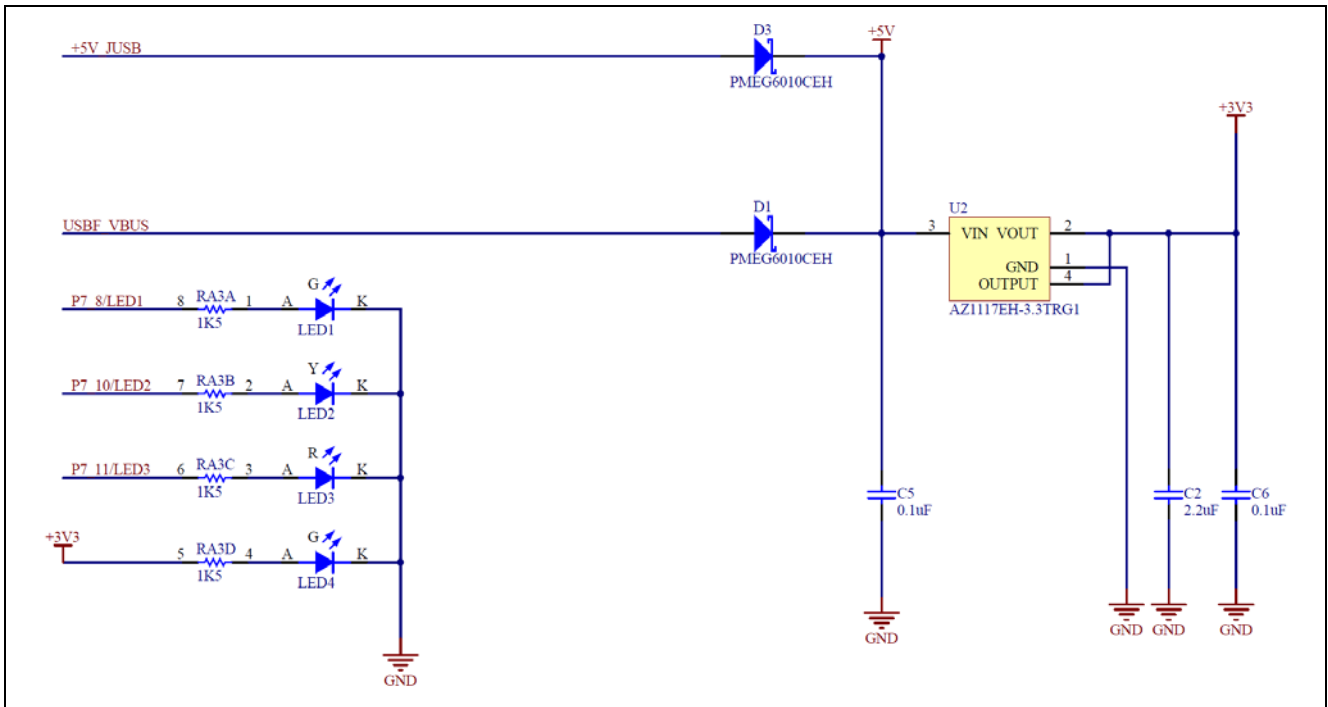 D3
+5V
+5V_JUSB
PMEG6010CEH
+3V3
D1
USBF_VBUS
PMEG6010CEH
U2
3 VIN VOUT 2
GND 1
OUTPUT 4
AZ1117EH-3.3TRG1
G
P7_8/LED1 8 RA3A 1 A K
1K5 LED1
Y
P7_10/LED2 7 RA3B 2 A K
1K5 LED2
R
P7_11/LED3 6 RA3C 3 A K
1K5 LED3
+3V3
G
5 RA3D 4 A K
1K5 LED4
GND
C5
0.1uF
GND
C2
2.2uF
C6
0.1uF
GND GND GND